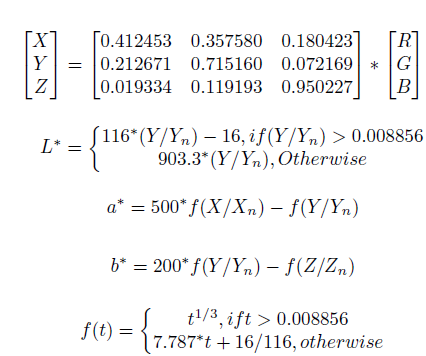 [X Y Z] = [0.412453 0.357580 0.180423; 0.212671 0.715160 0.072169; 0.019334 0.119193 0.950227] * [R G B]
L* = {116*(Y/Yₙ) − 16, if(Y/Yₙ) > 0.008856
903.3*(Y/Yₙ), Otherwise
a* = 500*f(X/Xₙ) − f(Y/Yₙ)
b* = 200*f(Y/Yₙ) − f(Z/Zₙ)
f(t) = {t^1/3, ift > 0.008856
7.787*t + 16/116, otherwise